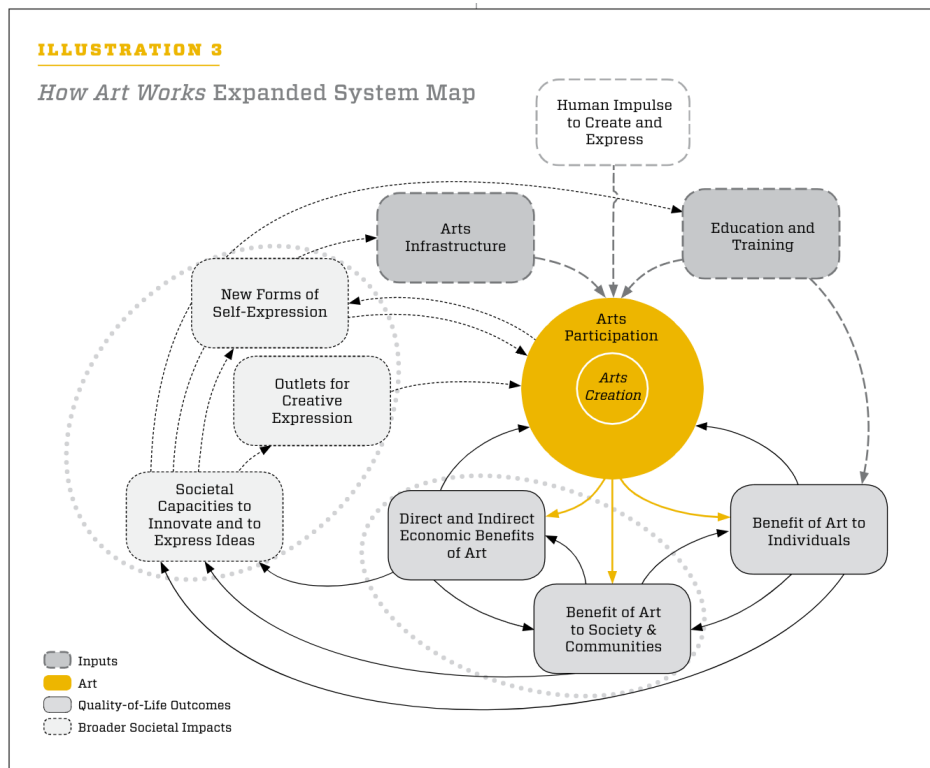 ILLUSTRATION 3
How Art Works Expanded System Map
Human Impulse
to Create and
Express
Arts
Infrastructure
Education and
Training
New Forms of
Self-Expression
Arts
Participation
Arts
Creation
Outlets for
Creative
Expression
Societal
Capacities to
Innovate and to
Express Ideas
Direct and Indirect
Economic Benefits
of Art
Benefit of Art to
Individuals
Benefit of Art
to Society &
Communities
Inputs
Art
Quality-of-Life Outcomes
Broader Societal Impacts